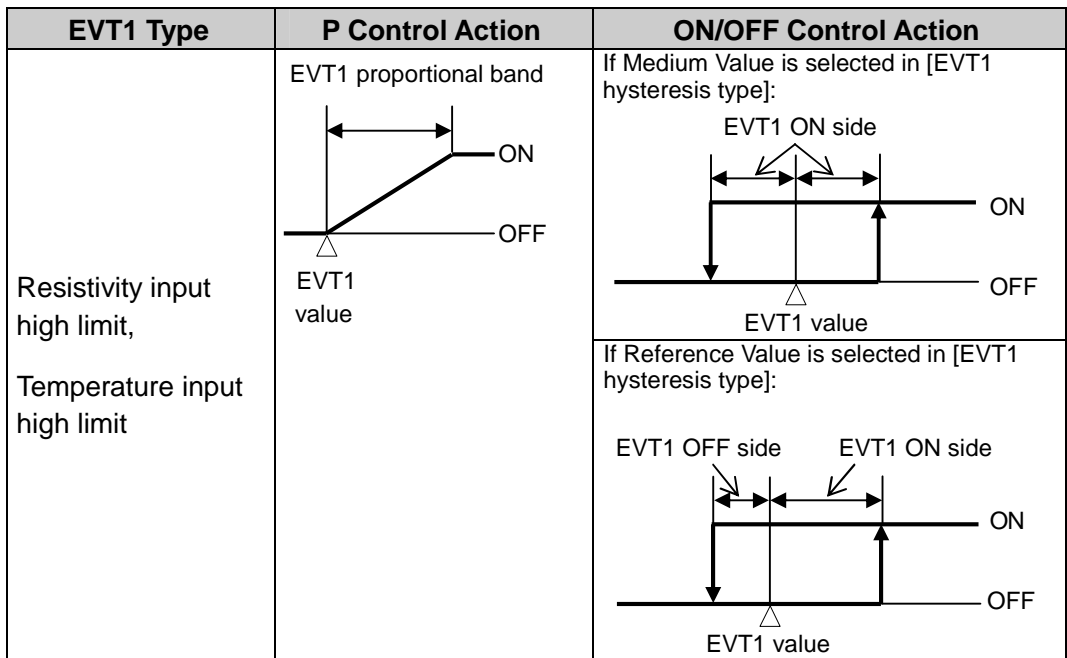 EVT1 Type
P Control Action
ON/OFF Control Action
Resistivity input
high limit,
Temperature input
high limit
EVT1 proportional band
ON
OFF
EVT1
value
If Medium Value is selected in [EVT1
hysteresis type]:
EVT1 ON side
ON
OFF
EVT1 value
If Reference Value is selected in [EVT1
hysteresis type]:
EVT1 OFF side
EVT1 ON side
ON
OFF
EVT1 value